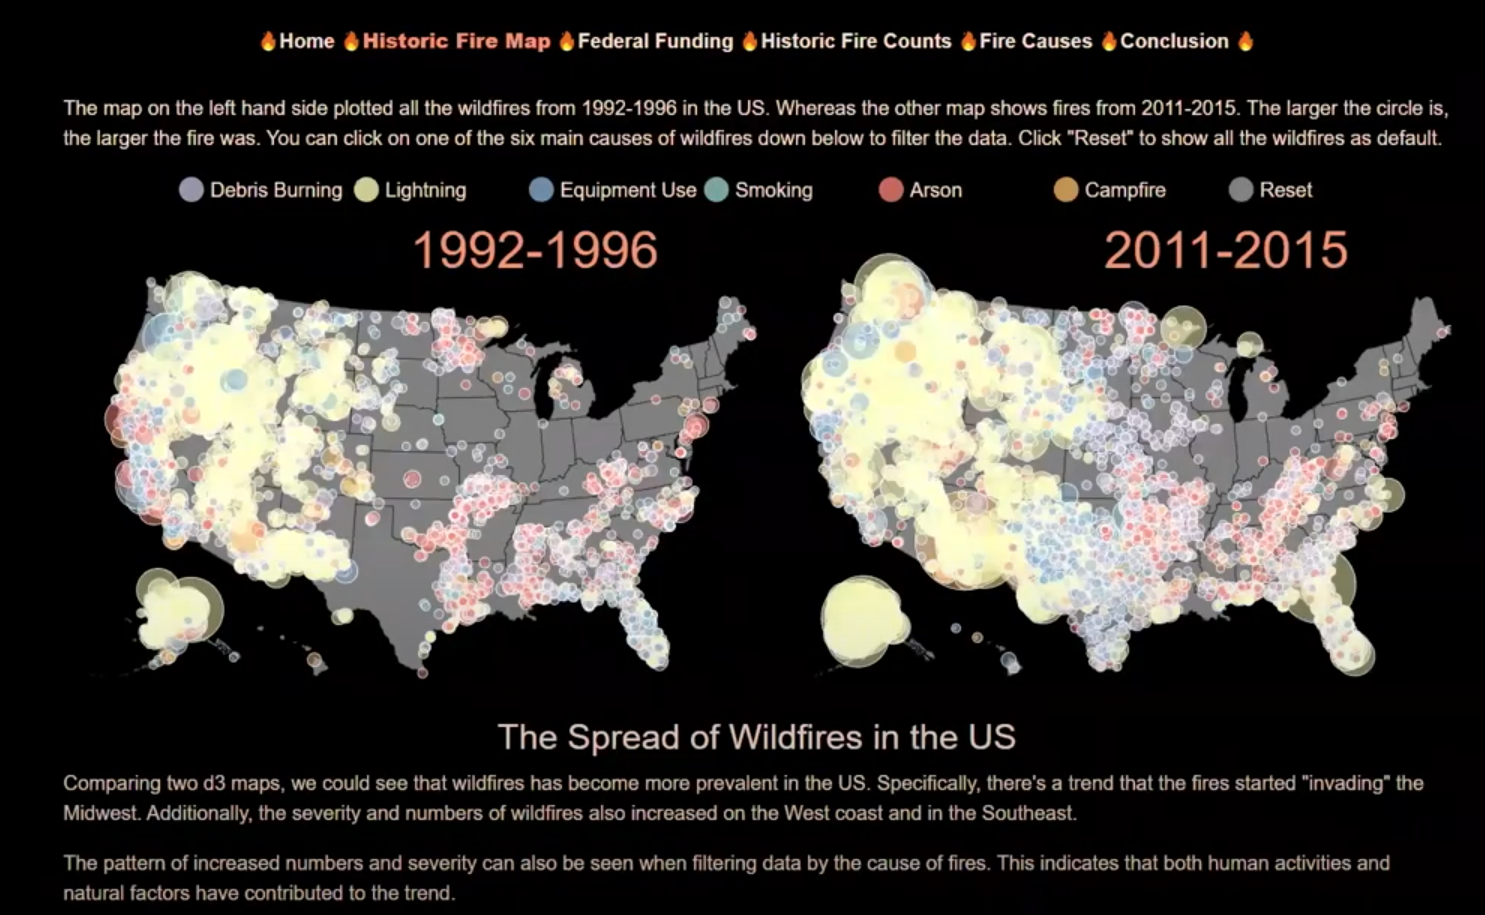 🔥Home 🔥Historic Fire Map 🔥Federal Funding 🔥Historic Fire Counts 🔥Fire Causes 🔥Conclusion 🔥
The map on the left hand side plotted all the wildfires from 1992-1996 in the US. Whereas the other map shows fires from 2011-2015. The larger the circle is,
the larger the fire was. You can click on one of the six main causes of wildfires down below to filter the data. Click "Reset" to show all the wildfires as default.
Debris Burning Lightning Equipment Use Smoking Arson Campfire Reset
1992-1996 2011-2015
The Spread of Wildfires in the US
Comparing two d3 maps, we could see that wildfires has become more prevalent in the US. Specifically, there's a trend that the fires started "invading" the
Midwest. Additionally, the severity and numbers of wildfires also increased on the West coast and in the Southeast.
The pattern of increased numbers and severity can also be seen when filtering data by the cause of fires. This indicates that both human activities and
natural factors have contributed to the trend.